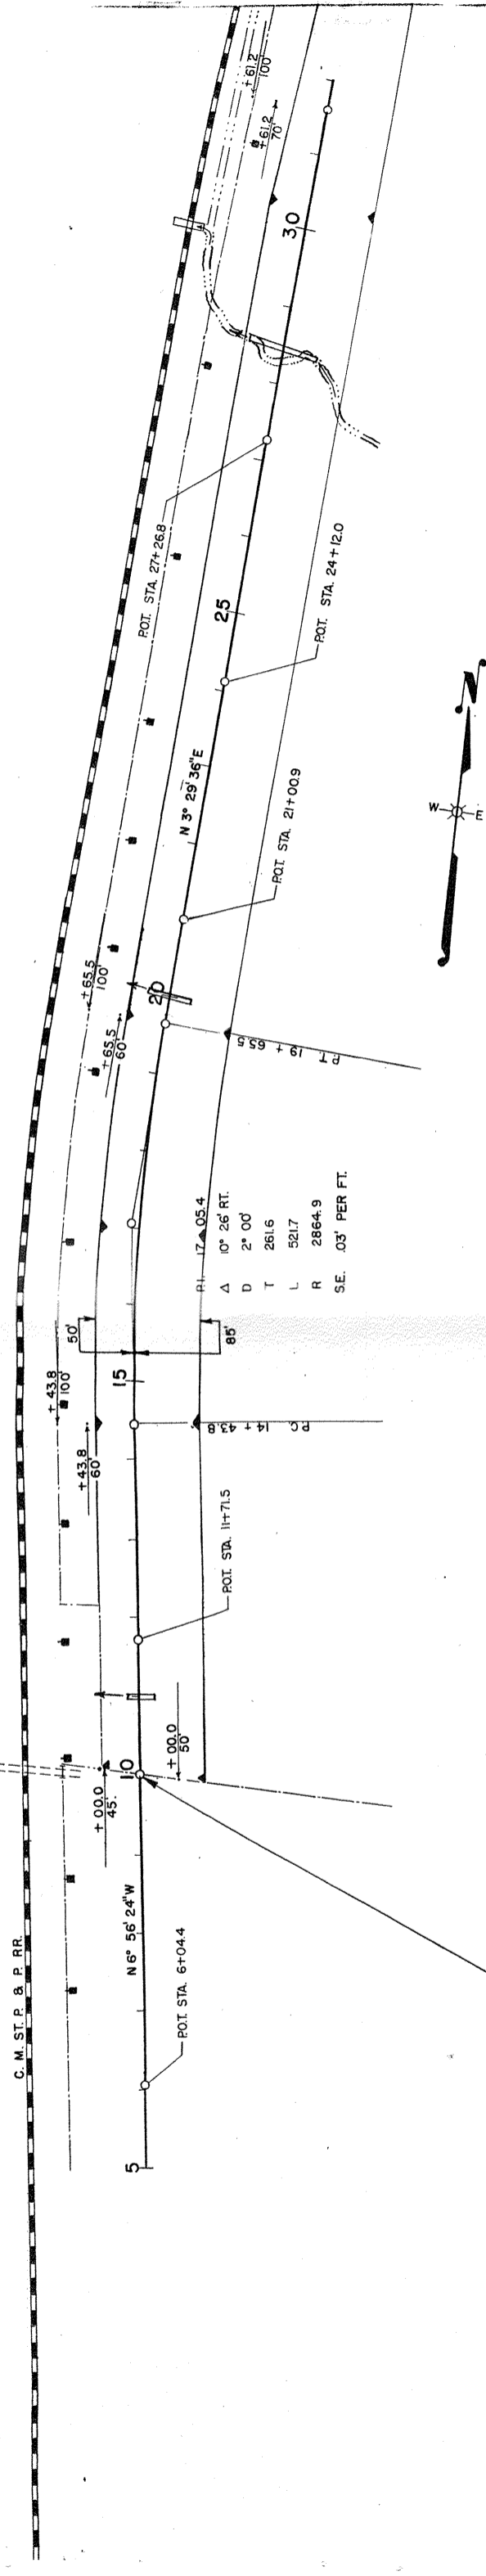 C. M. ST. P. & P. RR.
5
P.O.T. STA. 6+04.4
N 6° 56' 24" W
+00.0
45'
10
+00.0
50'
P.O.T. STA. 11+71.5
+43.8
60'
+43.8
100'
P.C. 14 + 43.8
15
50'
85'
P.I. 17 05.4
Δ 10° 26' RT.
D 2° 00'
T 261.6
L 521.7
R 2864.9
S.E. .03' PER FT.
P.T. 19 + 65.5
+65.5
60'
+65.5
100'
20
P.O.T. STA. 21+00.9
N 3° 29' 36" E
P.O.T. STA. 24+12.0
25
P.O.T. STA. 27+26.8
30
+61.2
70'
+61.2
100'
W
E
N